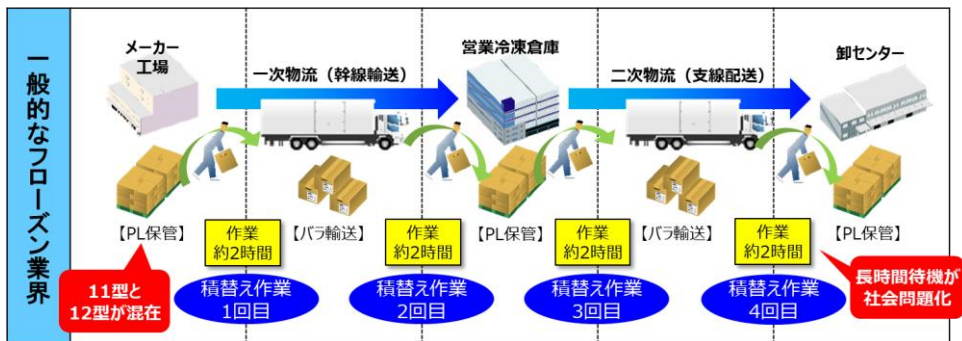 一般的なフローズン業界
メーカー
工場
一次物流（幹線輸送）
営業冷凍倉庫
二次物流（支線配送）
卸センター
【PL保管】
【バラ輸送】
【PL保管】
【バラ輸送】
【PL保管】
作業
約2時間
作業
約2時間
作業
約2時間
作業
約2時間
11型と
12型が混在
長時間待機が
社会問題化
積替え作業
1回目
積替え作業
2回目
積替え作業
3回目
積替え作業
4回目